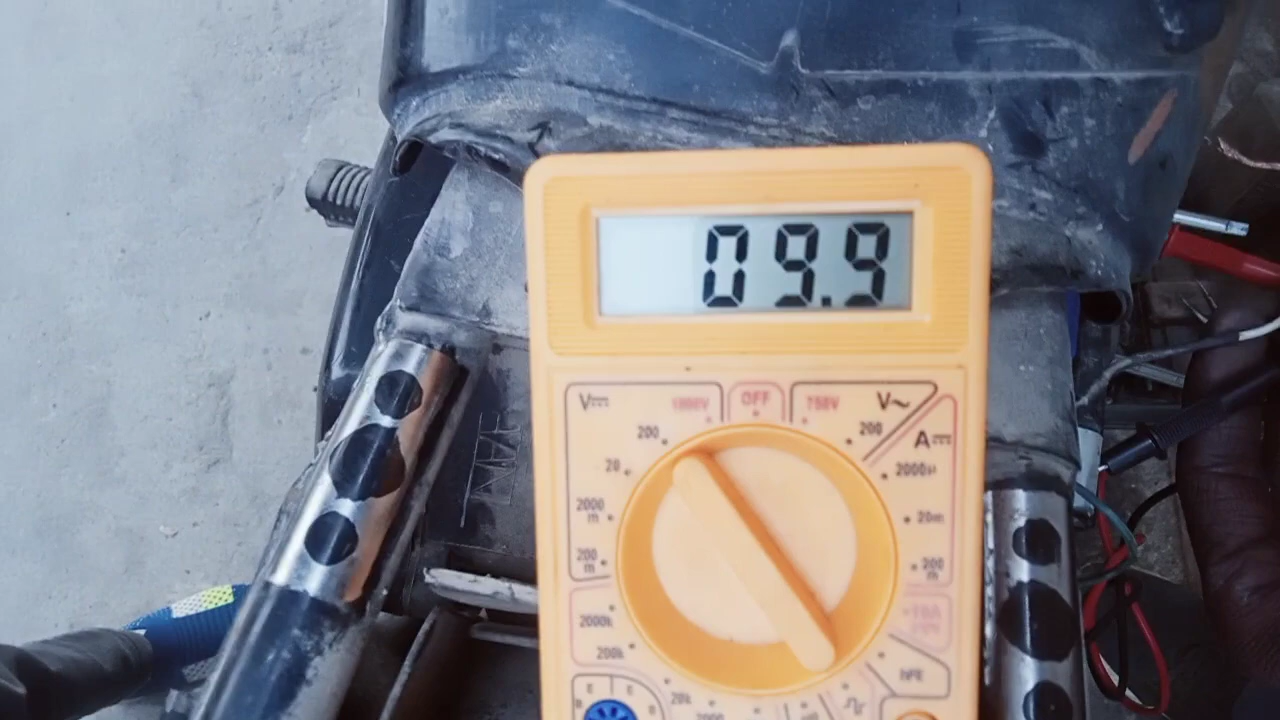 09.9
V⎓ 1000V OFF 750V V~
200 200 A⎓
20 2000µ
2000m 20m
200m 200m
2000k
200k hFE
20k
E E